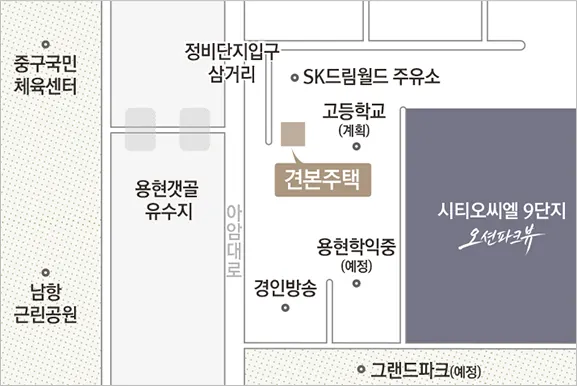 중구국민
체육센터
정비단지입구
삼거리
SK드림월드 주유소
고등학교
(계획)
견본주택
용현갯골
유수지
아암대로
시티오씨엘 9단지
오션파크뷰
용현학익중
(예정)
남항
근린공원
경인방송
그랜드파크(예정)